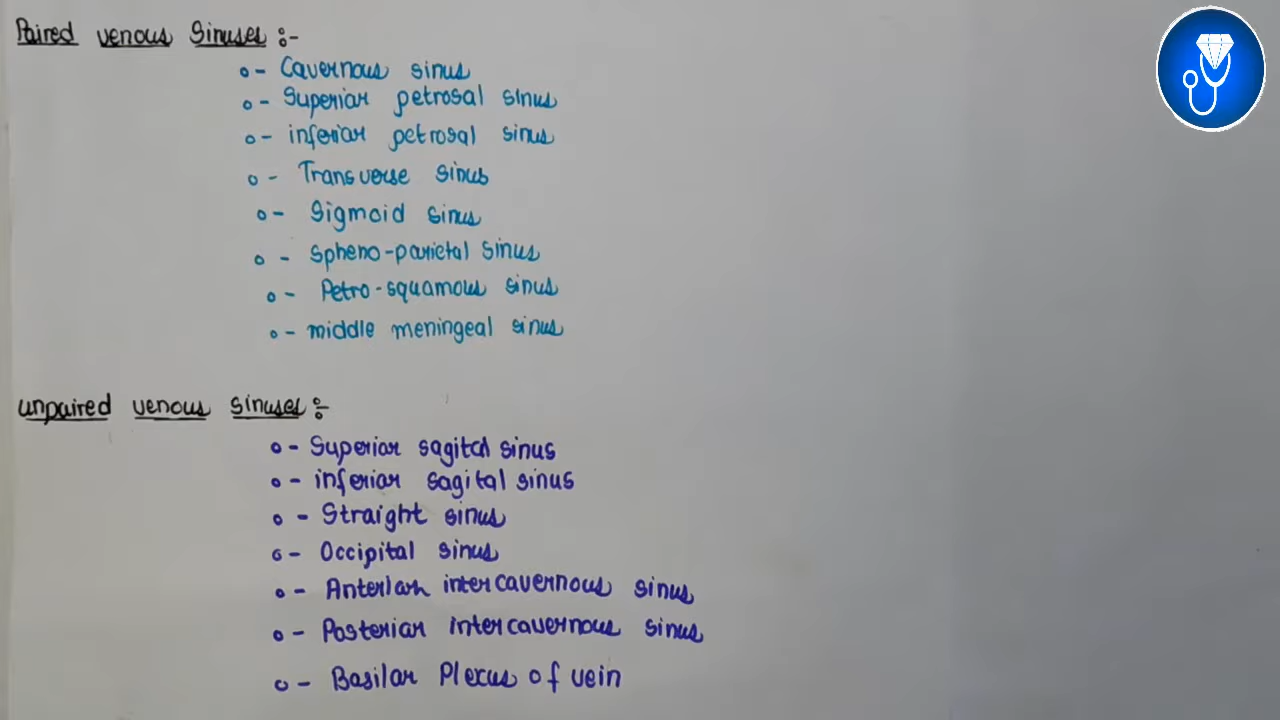 Paired venous sinuses :-
o- Cavernous sinus
o- Superior petrosal sinus
o- inferior petrosal sinus
o- Transverse sinus
o- Sigmoid sinus
o- Spheno-parietal sinus
o- Petro-squamous sinus
o- middle meningeal sinus
unpaired venous sinuses :-
o- Superior sagital sinus
o- inferior sagital sinus
o- Straight sinus
o- Occipital sinus
o- Anterior intercavernous sinus
o- Posterior intercavernous sinus
o- Basilar Plexus of vein